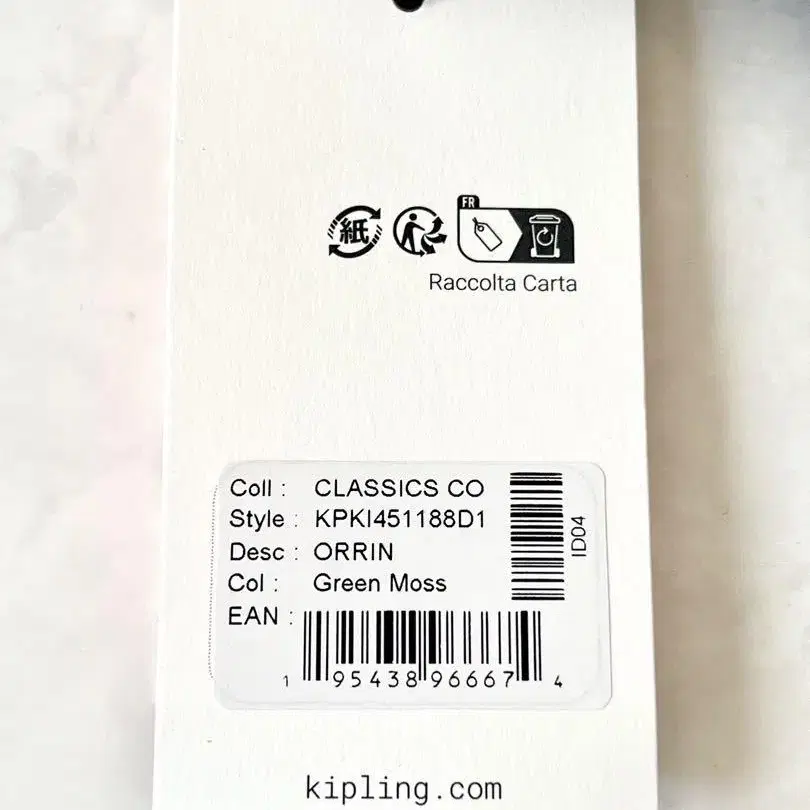 紙
FR
Raccolta Carta
Coll : CLASSICS CO
Style : KPKI451188D1
Desc : ORRIN
Col : Green Moss
EAN :
1 95438 96667 4
ID04
kipling.com